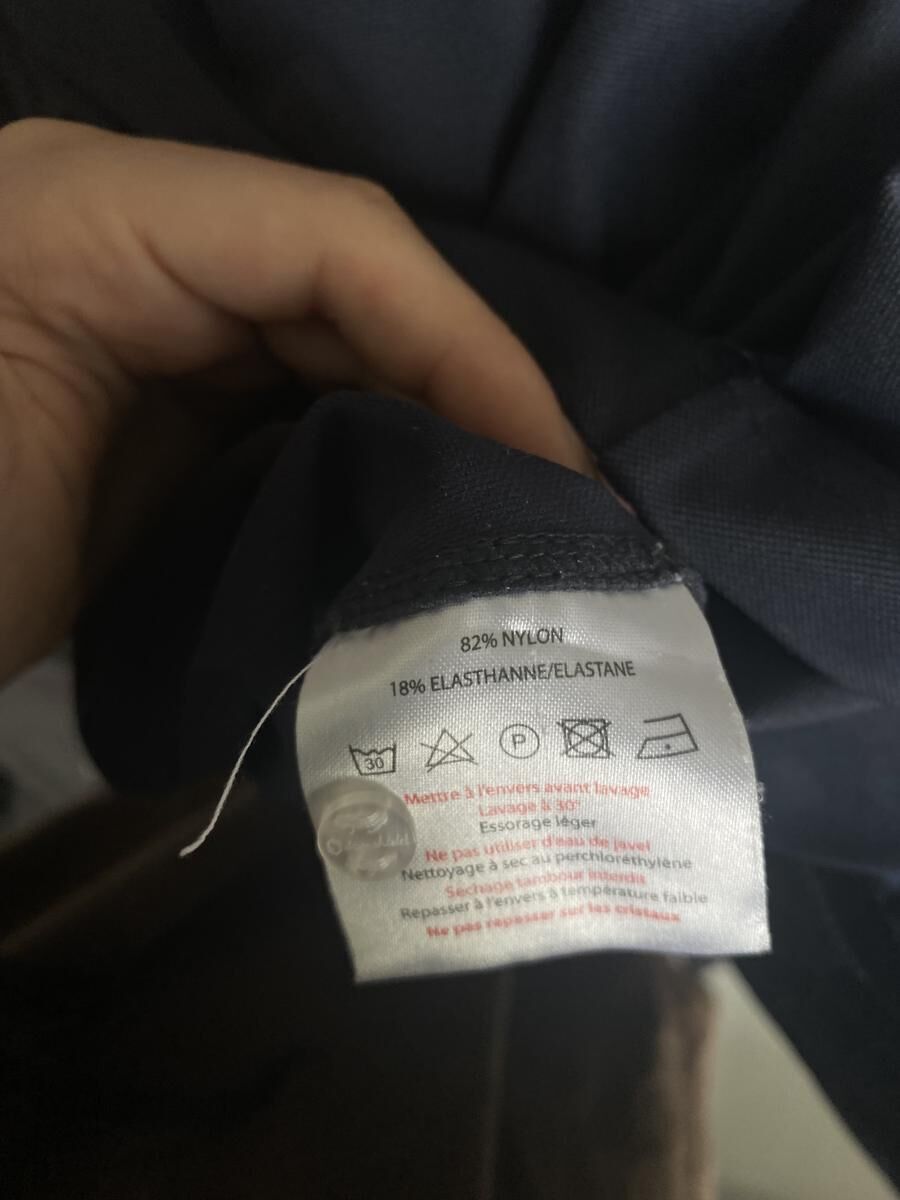 82% NYLON
18% ELASTHANNE/ELASTANE
30 P
Mettre à l'envers avant lavage
Lavage à 30°
Essorage léger
Ne pas utiliser d'eau de javel
Nettoyage à sec au perchloréthylène
Sechage tambour interdit
Repasser à l'envers à température faible
Ne pas repasser sur les cristaux